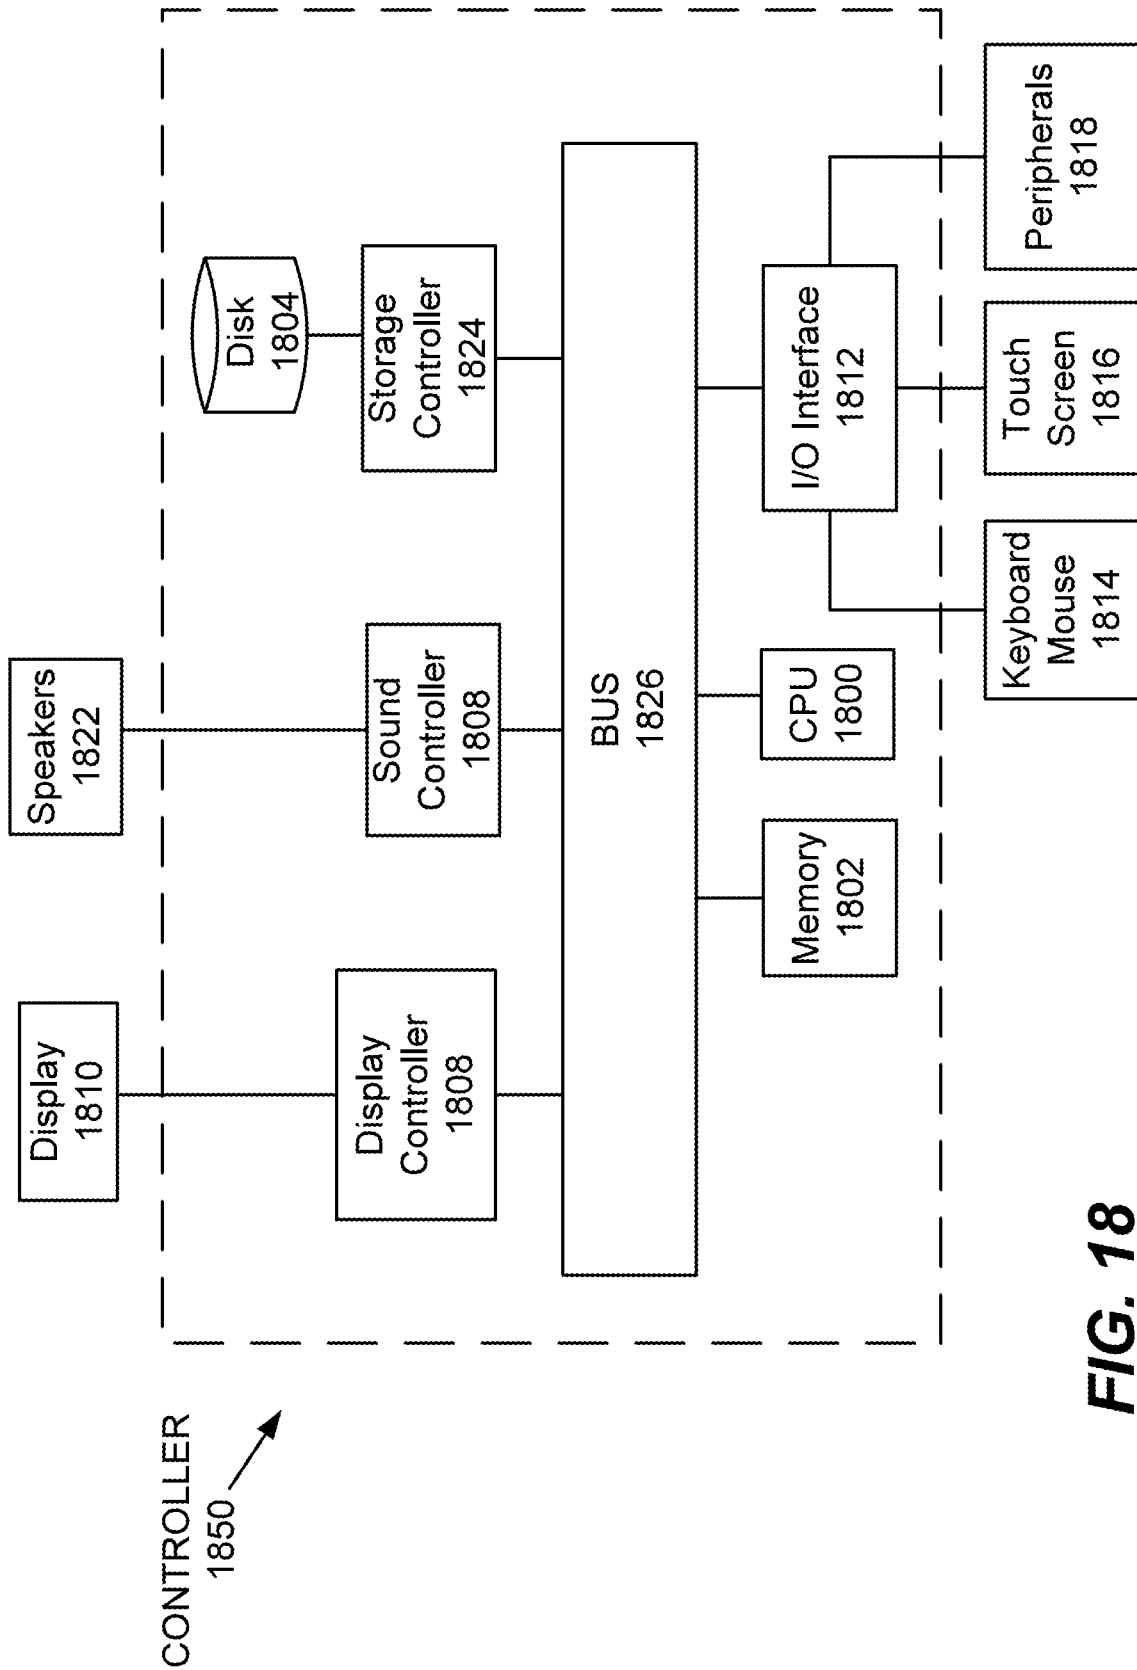 CONTROLLER
1850
Display
1810
Speakers
1822
Display
Controller
1808
Sound
Controller
1808
Disk
1804
Storage
Controller
1824
BUS
1826
Memory
1802
CPU
1800
I/O Interface
1812
Keyboard
Mouse
1814
Touch
Screen
1816
Peripherals
1818
FIG. 18